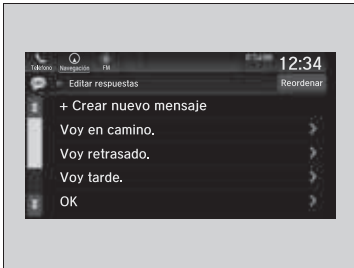 12:34
Teléfono Navegación FM
Editar respuestas Reordenar
+ Crear nuevo mensaje
Voy en camino.
Voy retrasado.
Voy tarde.
OK